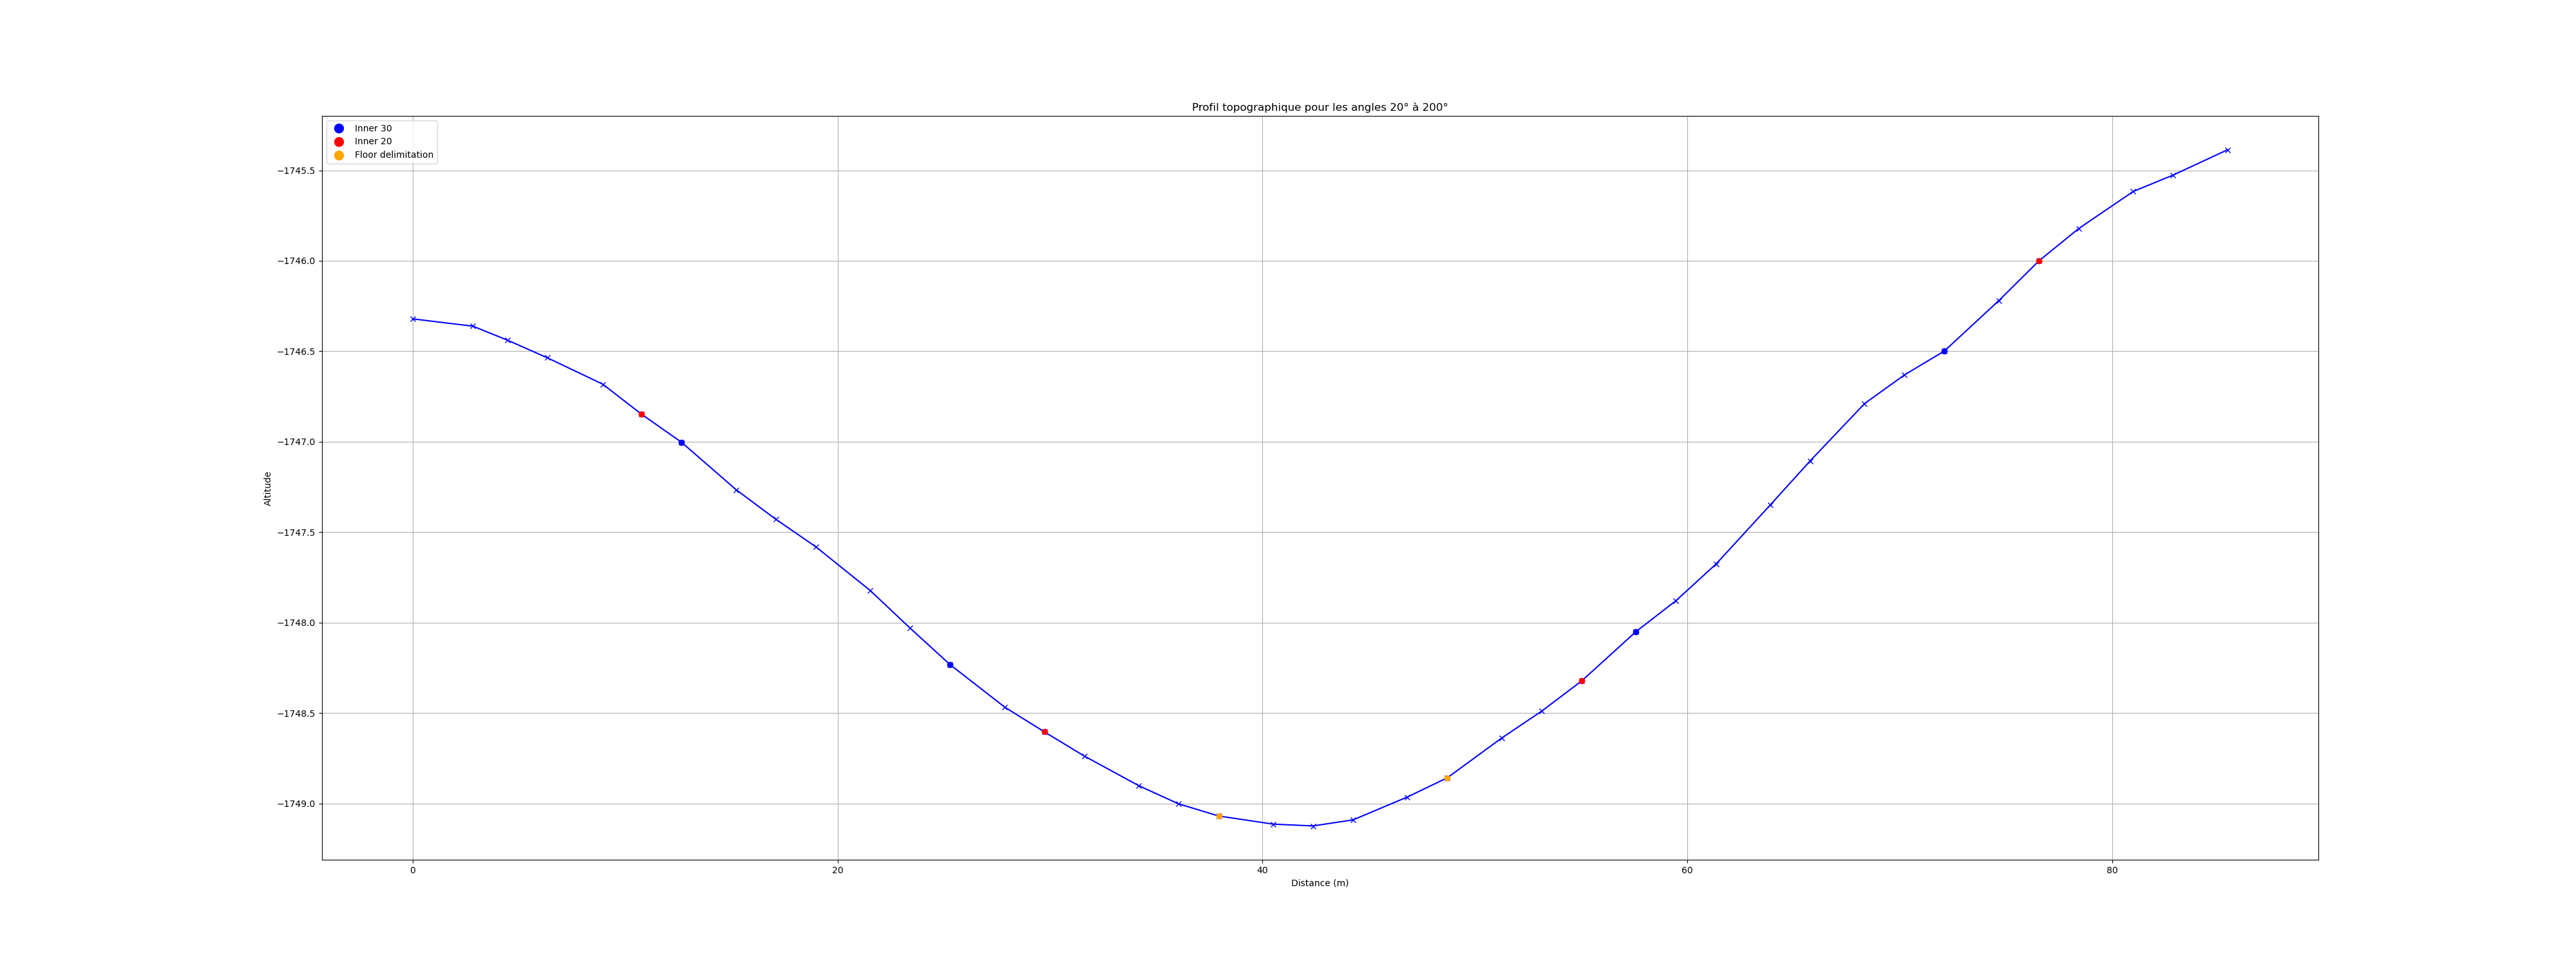 Profil topographique pour les angles 20° à 200°
Inner 30
Inner 20
Floor delimitation
−1745.5
−1746.0
−1746.5
−1747.0
−1747.5
−1748.0
−1748.5
−1749.0
Altitude
0 20 40 60 80
Distance (m)